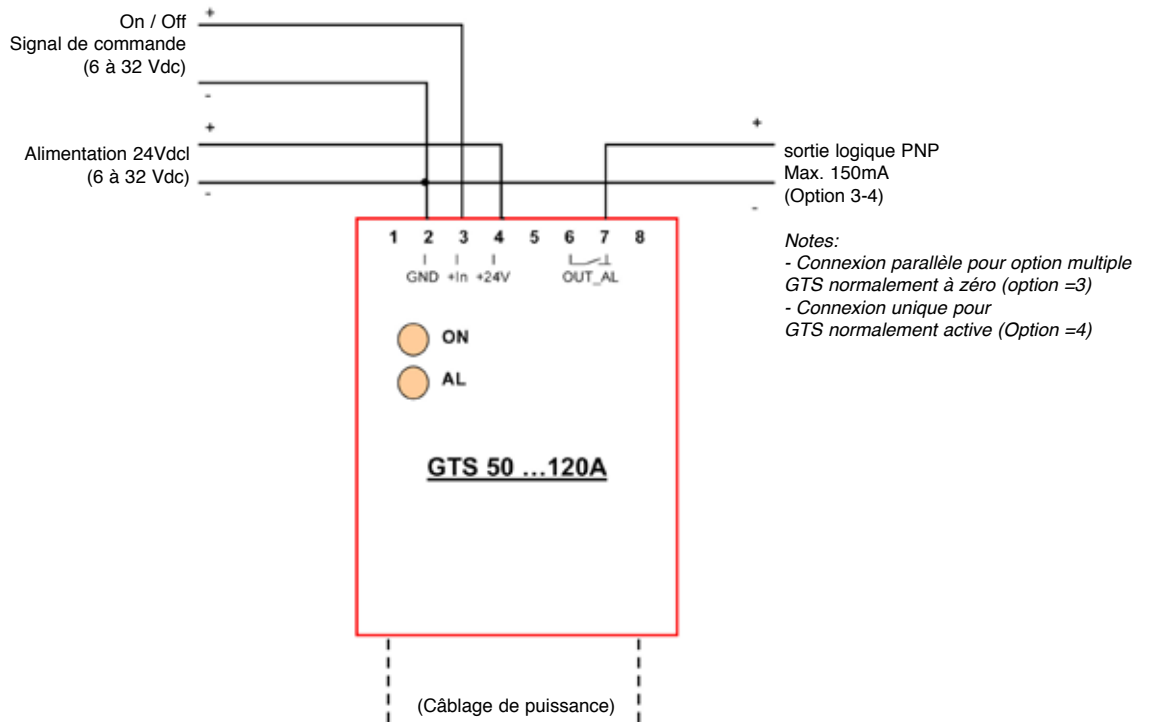 +
On / Off
Signal de commande
(6 à 32 Vdc)
-
+
Alimentation 24Vdcl
(6 à 32 Vdc)
-
+
sortie logique PNP
Max. 150mA
(Option 3-4)
-
Notes:
- Connexion parallèle pour option multiple
GTS normalement à zéro (option =3)
- Connexion unique pour
GTS normalement active (Option =4)
1 2 3 4 5 6 7 8
GND +In +24V OUT_AL
ON
AL
GTS 50 ...120A
(Câblage de puissance)